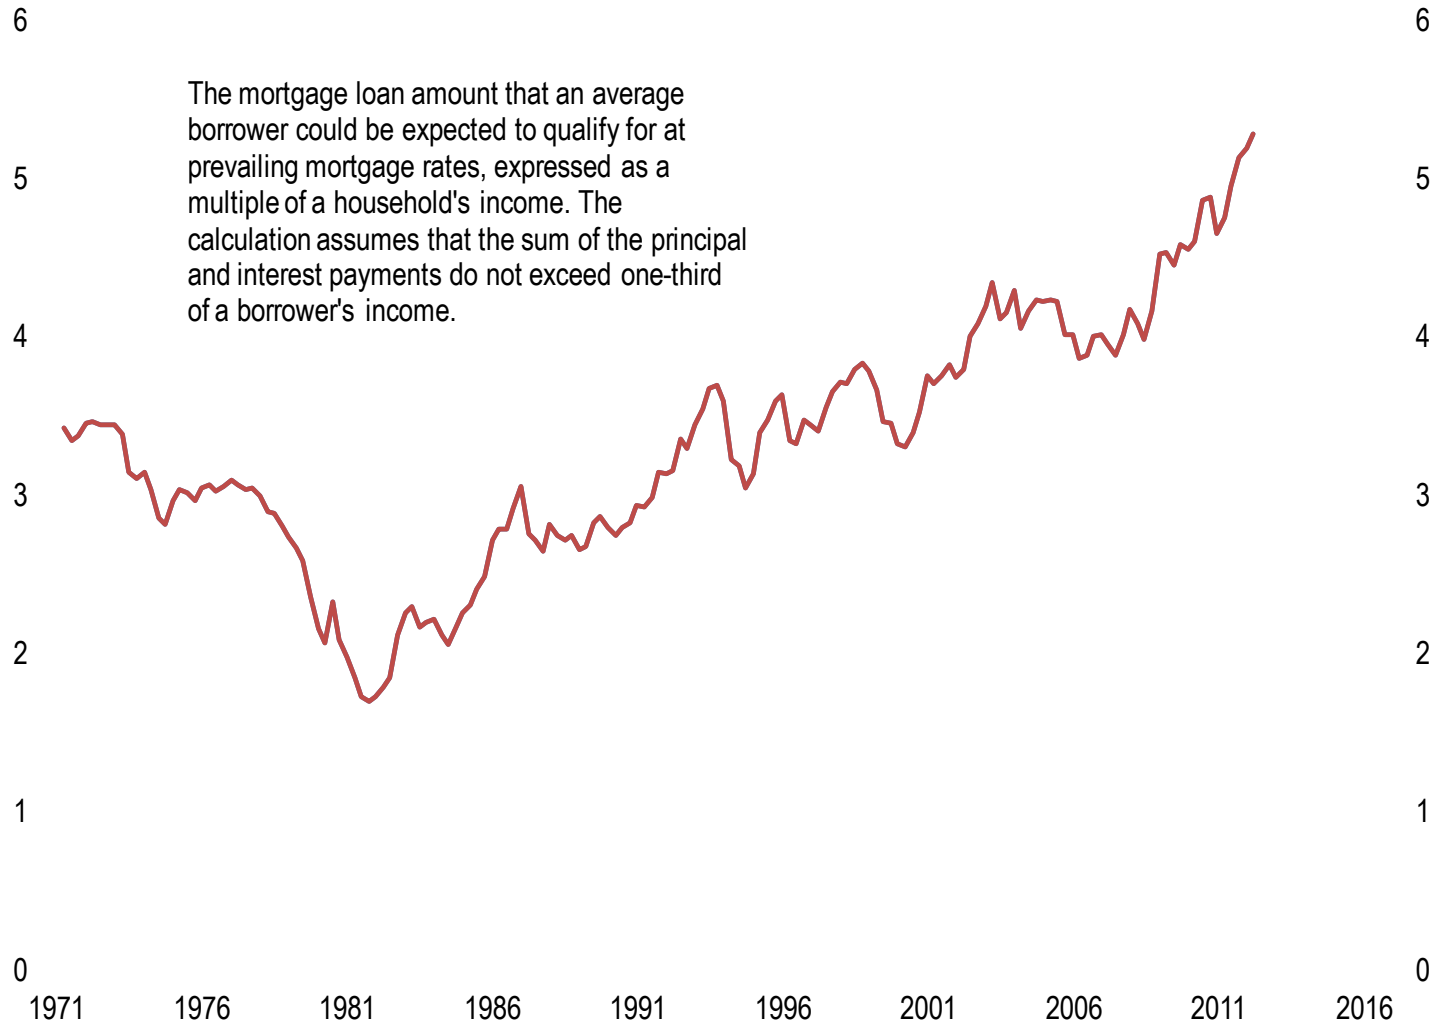 6 6
The mortgage loan amount that an average
borrower could be expected to qualify for at
prevailing mortgage rates, expressed as a
5 5
multiple of a household's income. The
calculation assumes that the sum of the principal
and interest payments do not exceed one-third
of a borrower's income.
4 4
3 3
2 2
1 1
0 0
1971 1976 1981 1986 1991 1996 2001 2006 2011 2016